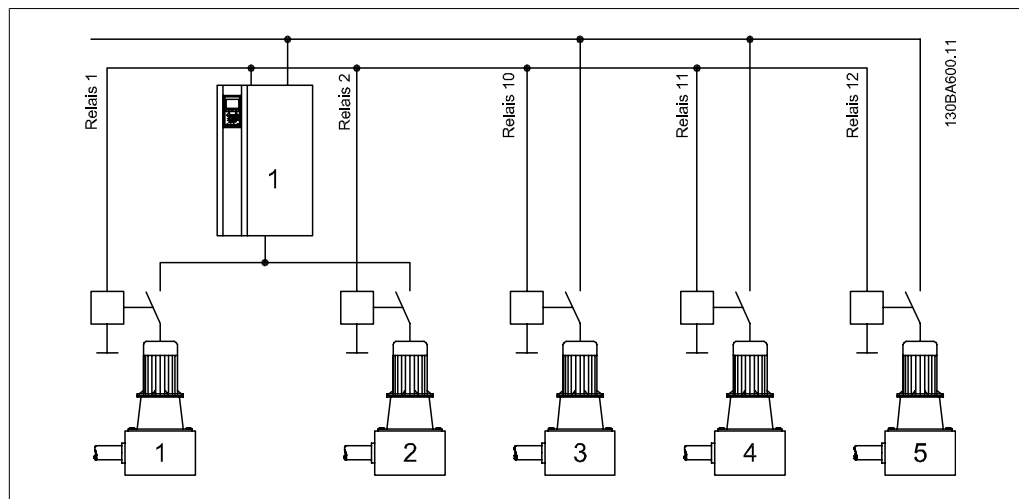 Relais 1
Relais 2
Relais 10
Relais 11
Relais 12
130BA600.11
1
1
2
3
4
5